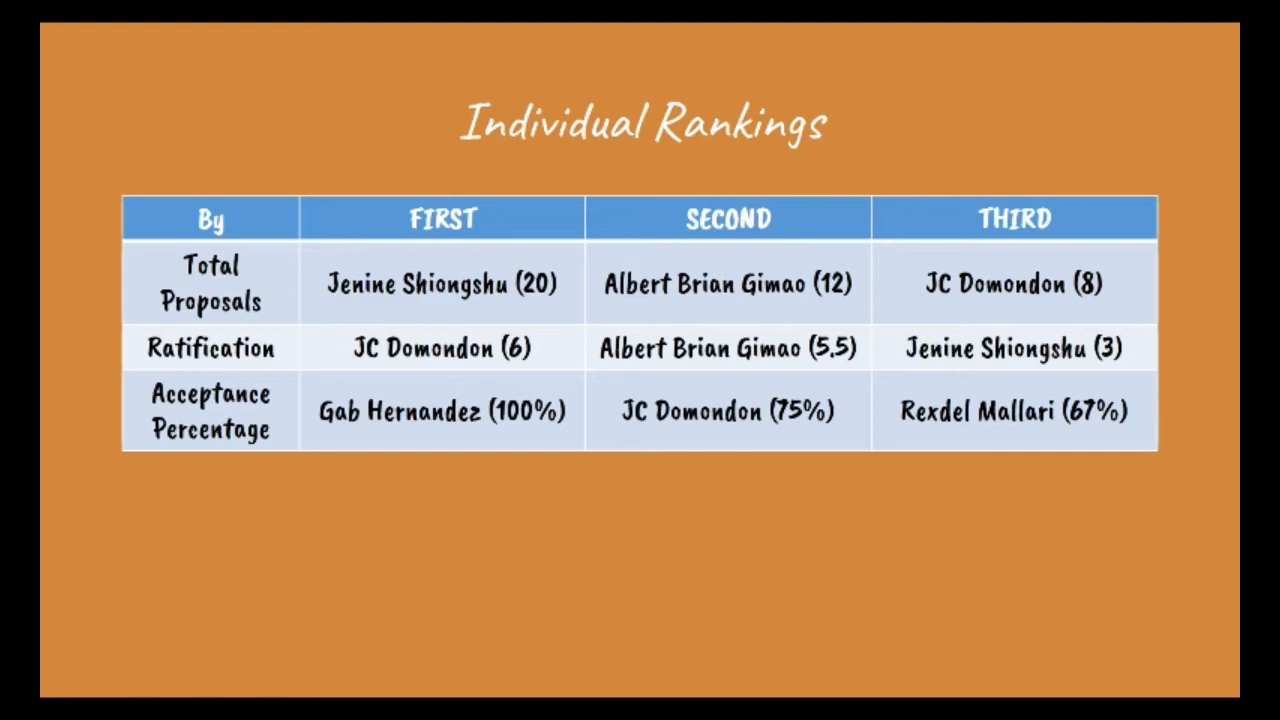 Individual Rankings
By FIRST SECOND THIRD
Total
Proposals
Jenine Shiongshu (20) Albert Brian Gimao (12) JC Domondon (8)
Ratification JC Domondon (6) Albert Brian Gimao (5.5) Jenine Shiongshu (3)
Acceptance
Percentage
Gab Hernandez (100%) JC Domondon (75%) Rexdel Mallari (67%)